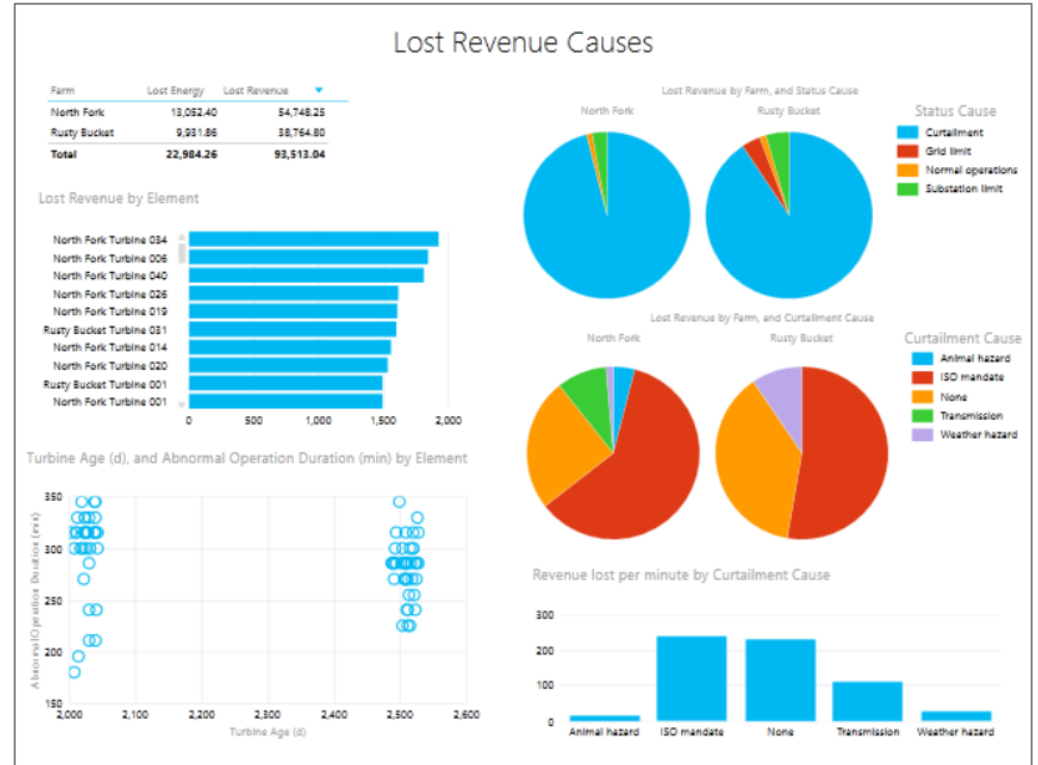 Lost Revenue Causes
Farm Lost Energy Lost Revenue
North Fork 13,052.40 54,748.25
Rusty Bucket 9,931.86 38,764.80
Total 22,984.26 93,513.04
Lost Revenue by Element
North Fork Turbine 034
North Fork Turbine 006
North Fork Turbine 040
North Fork Turbine 026
North Fork Turbine 019
Rusty Bucket Turbine 031
North Fork Turbine 014
North Fork Turbine 020
Rusty Bucket Turbine 001
North Fork Turbine 001
0 500 1,000 1,500 2,000
Turbine Age (d), and Abnormal Operation Duration (min) by Element
Abnormal Operation Duration (min)
350
300
250
200
150
2,000 2,100 2,200 2,300 2,400 2,500 2,600
Turbine Age (d)
Lost Revenue by Farm, and Status Cause
North Fork Rusty Bucket
Status Cause
Curtailment
Grid limit
Normal operations
Substation limit
Lost Revenue by Farm, and Curtailment Cause
North Fork Rusty Bucket
Curtailment Cause
Animal hazard
ISO mandate
None
Transmission
Weather hazard
Revenue lost per minute by Curtailment Cause
300
200
100
0
Animal hazard ISO mandate None Transmission Weather hazard